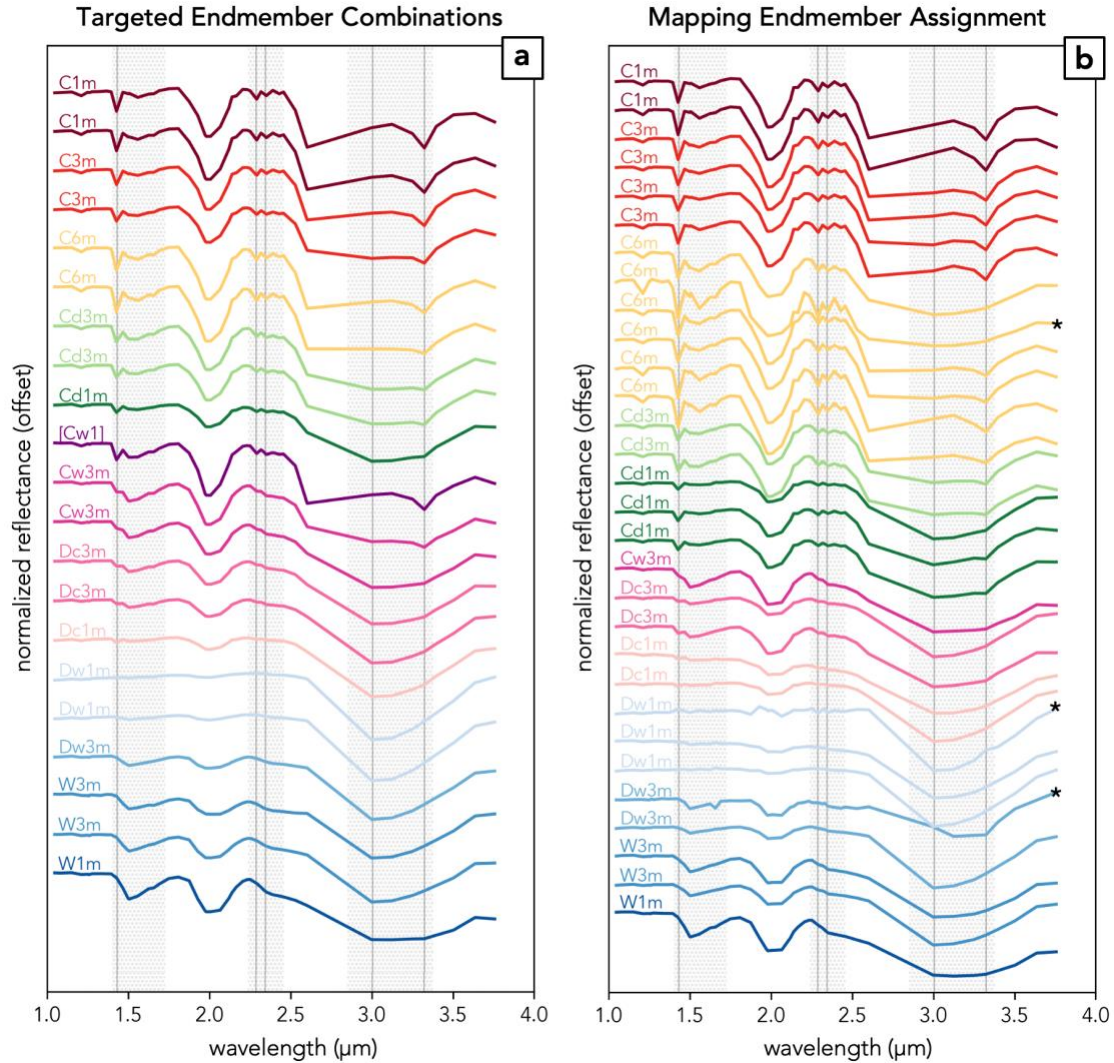 Targeted Endmember Combinations
a
C1m
C1m
C3m
C3m
C6m
C6m
Cd3m
Cd3m
Cd1m
[Cw1]
Cw3m
Cw3m
Dc3m
Dc3m
Dc1m
Dw1m
Dw1m
Dw3m
W3m
W3m
W1m
normalized reflectance (offset)
1.0 1.5 2.0 2.5 3.0 3.5 4.0
wavelength (µm)
Mapping Endmember Assignment
b
C1m
C1m
C3m
C3m
C3m
C3m
C6m
C6m
*
C6m
C6m
C6m
Cd3m
Cd3m
Cd1m
Cd1m
Cd1m
Cw3m
Dc3m
Dc3m
Dc1m
Dc1m
Dw1m
*
Dw1m
Dw1m
Dw3m
*
Dw3m
W3m
W3m
W1m
normalized reflectance (offset)
1.0 1.5 2.0 2.5 3.0 3.5 4.0
wavelength (µm)